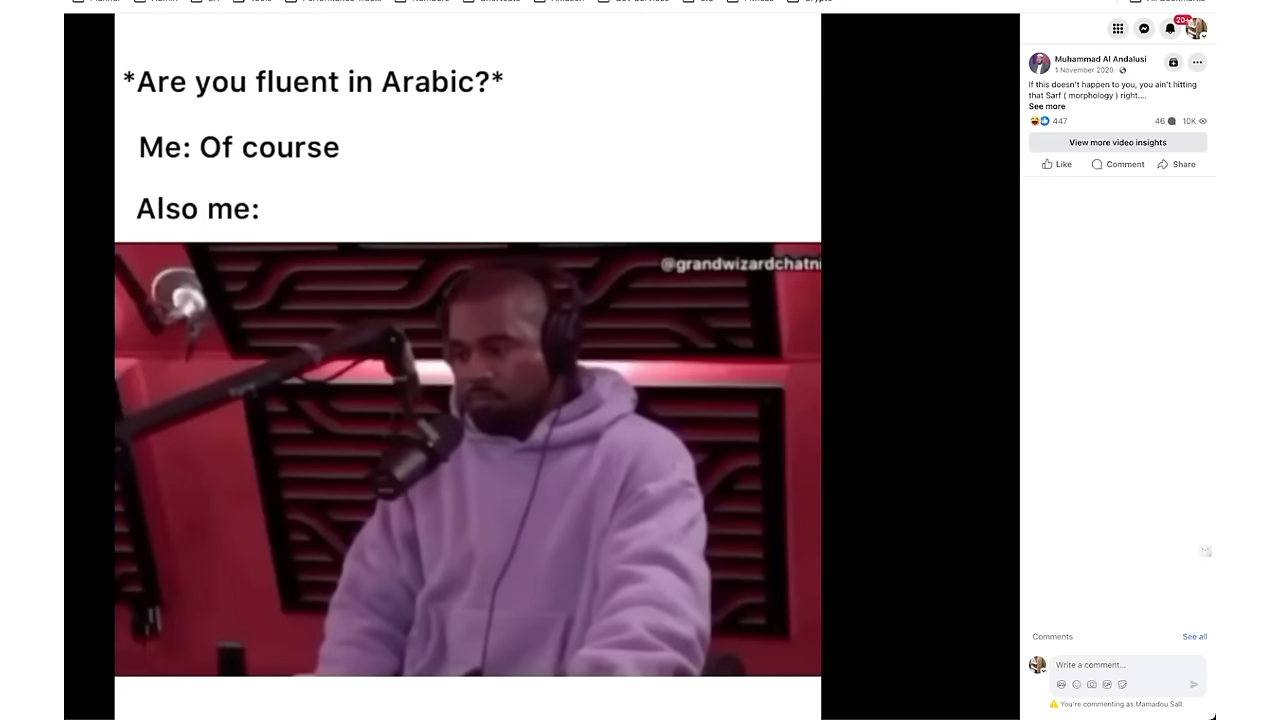 *Are you fluent in Arabic?*
Me: Of course
Also me:
@grandwizardchatni
20+
Muhammad Al Andalusi
1 November 2020 ·
If this doesn't happen to you, you ain't hitting
that Sarf ( morphology ) right....
See more
447
46
10K
View more video insights
Like
Comment
Share
Comments
See all
Write a comment...
You're commenting as Mamadou Sall.